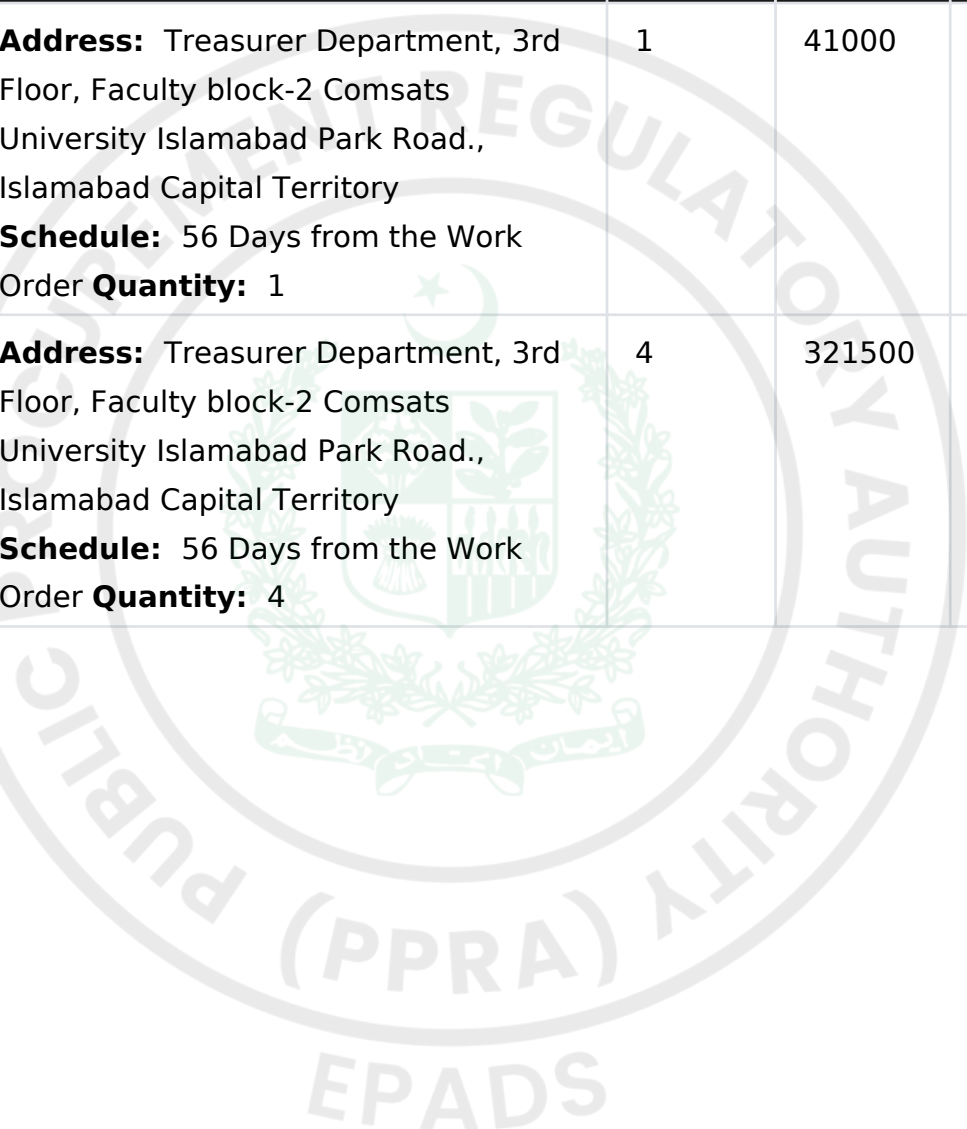 Address: Treasurer Department, 3rd 1 41000
Floor, Faculty block-2 Comsats
University Islamabad Park Road.,
Islamabad Capital Territory
Schedule: 56 Days from the Work
Order Quantity: 1
Address: Treasurer Department, 3rd 4 321500
Floor, Faculty block-2 Comsats
University Islamabad Park Road.,
Islamabad Capital Territory
Schedule: 56 Days from the Work
Order Quantity: 4
PUBLIC PROCUREMENT REGULATORY AUTHORITY
(PPRA)
EPADS